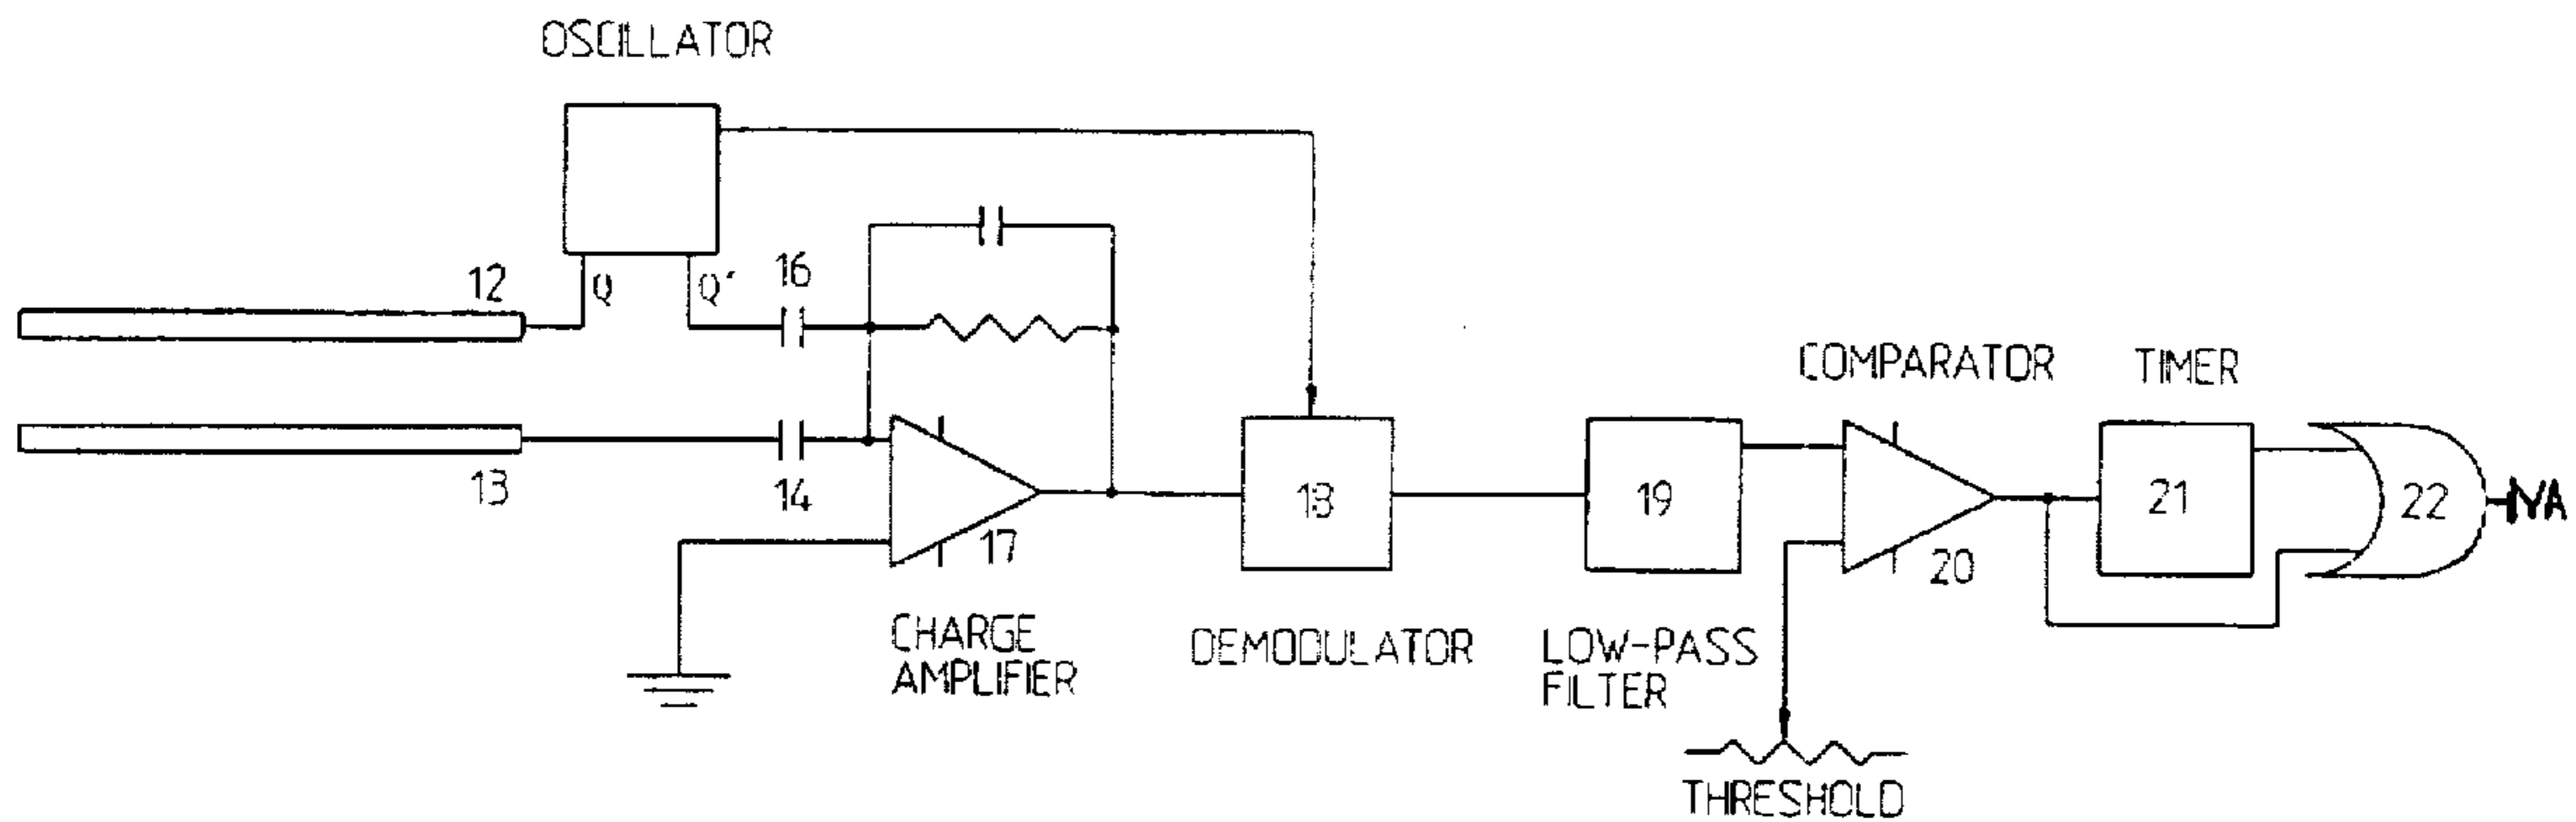 OSCILLATOR
12
Q
Q'
16
13
14
17
18
19
COMPARATOR
TIMER
20
21
22
CHARGE
AMPLIFIER
DEMODULATOR
LOW-PASS
FILTER
THRESHOLD